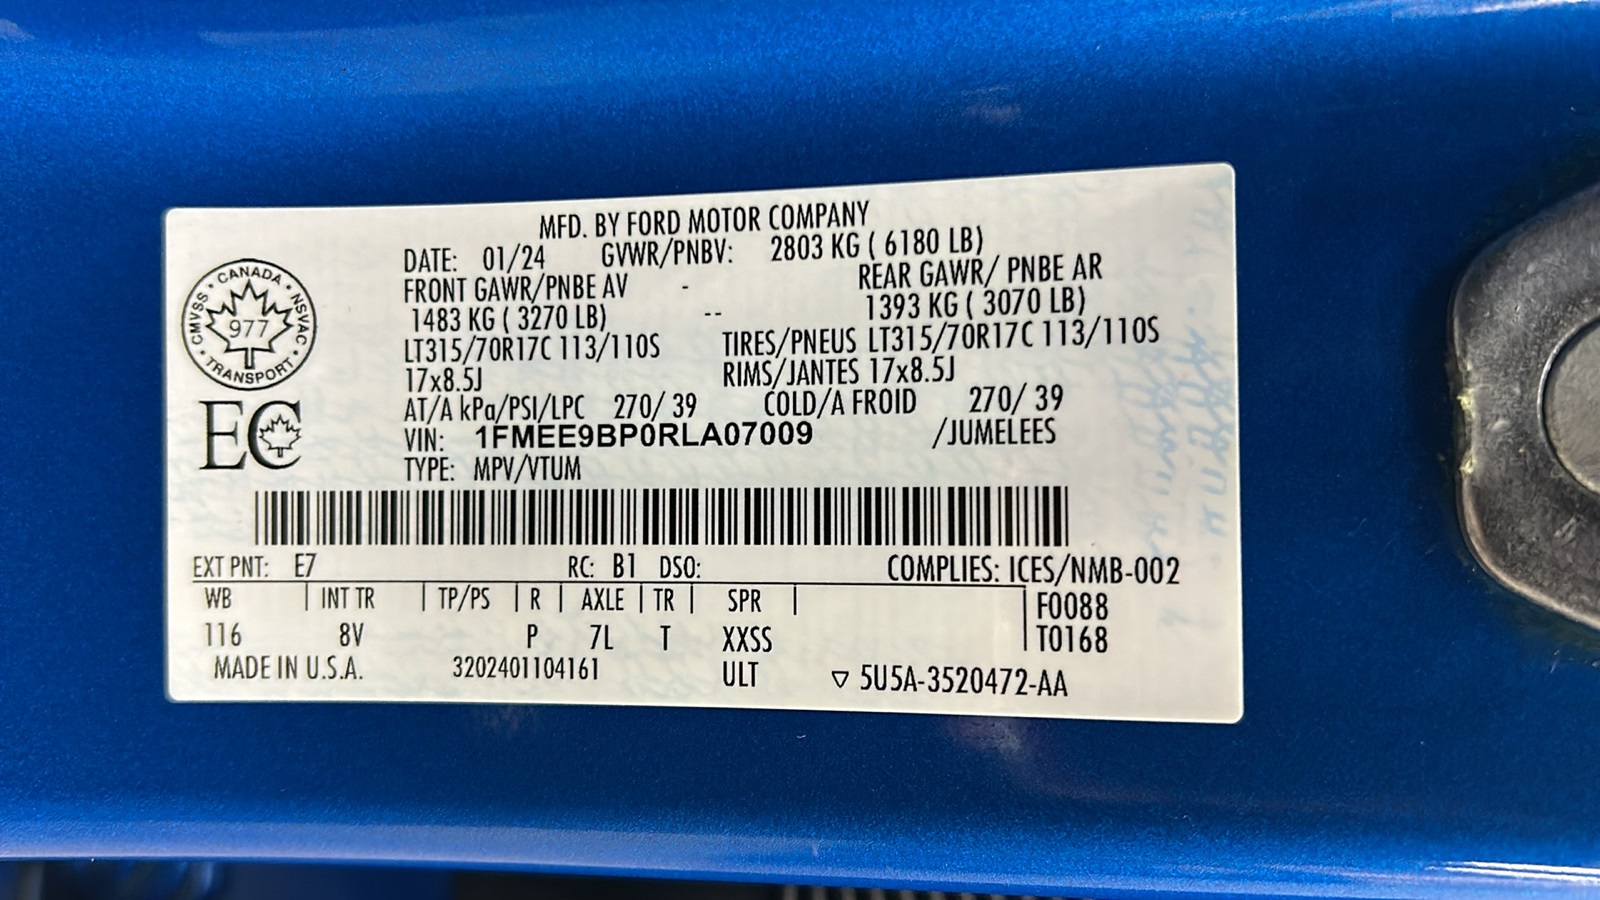 MFD. BY FORD MOTOR COMPANY
DATE: 01/24 GVWR/PNBV: 2803 KG ( 6180 LB)
FRONT GAWR/PNBE AV - REAR GAWR/ PNBE AR
1483 KG ( 3270 LB) -- 1393 KG ( 3070 LB)
LT315/70R17C 113/110S TIRES/PNEUS LT315/70R17C 113/110S
17x8.5J RIMS/JANTES 17x8.5J
AT/A kPa/PSI/LPC 270/ 39 COLD/A FROID 270/ 39
VIN: 1FMEE9BP0RLA07009 /JUMELEES
TYPE: MPV/VTUM
CANADA
CMVSS NSVAC
977
TRANSPORT
EC
EXT PNT: E7 RC: B1 DSO: COMPLIES: ICES/NMB-002
WB | INT TR | TP/PS | R | AXLE | TR | SPR | F0088
116 8V P 7L T XXSS T0168
MADE IN U.S.A. 3202401104161 ULT ▽ 5U5A-3520472-AA